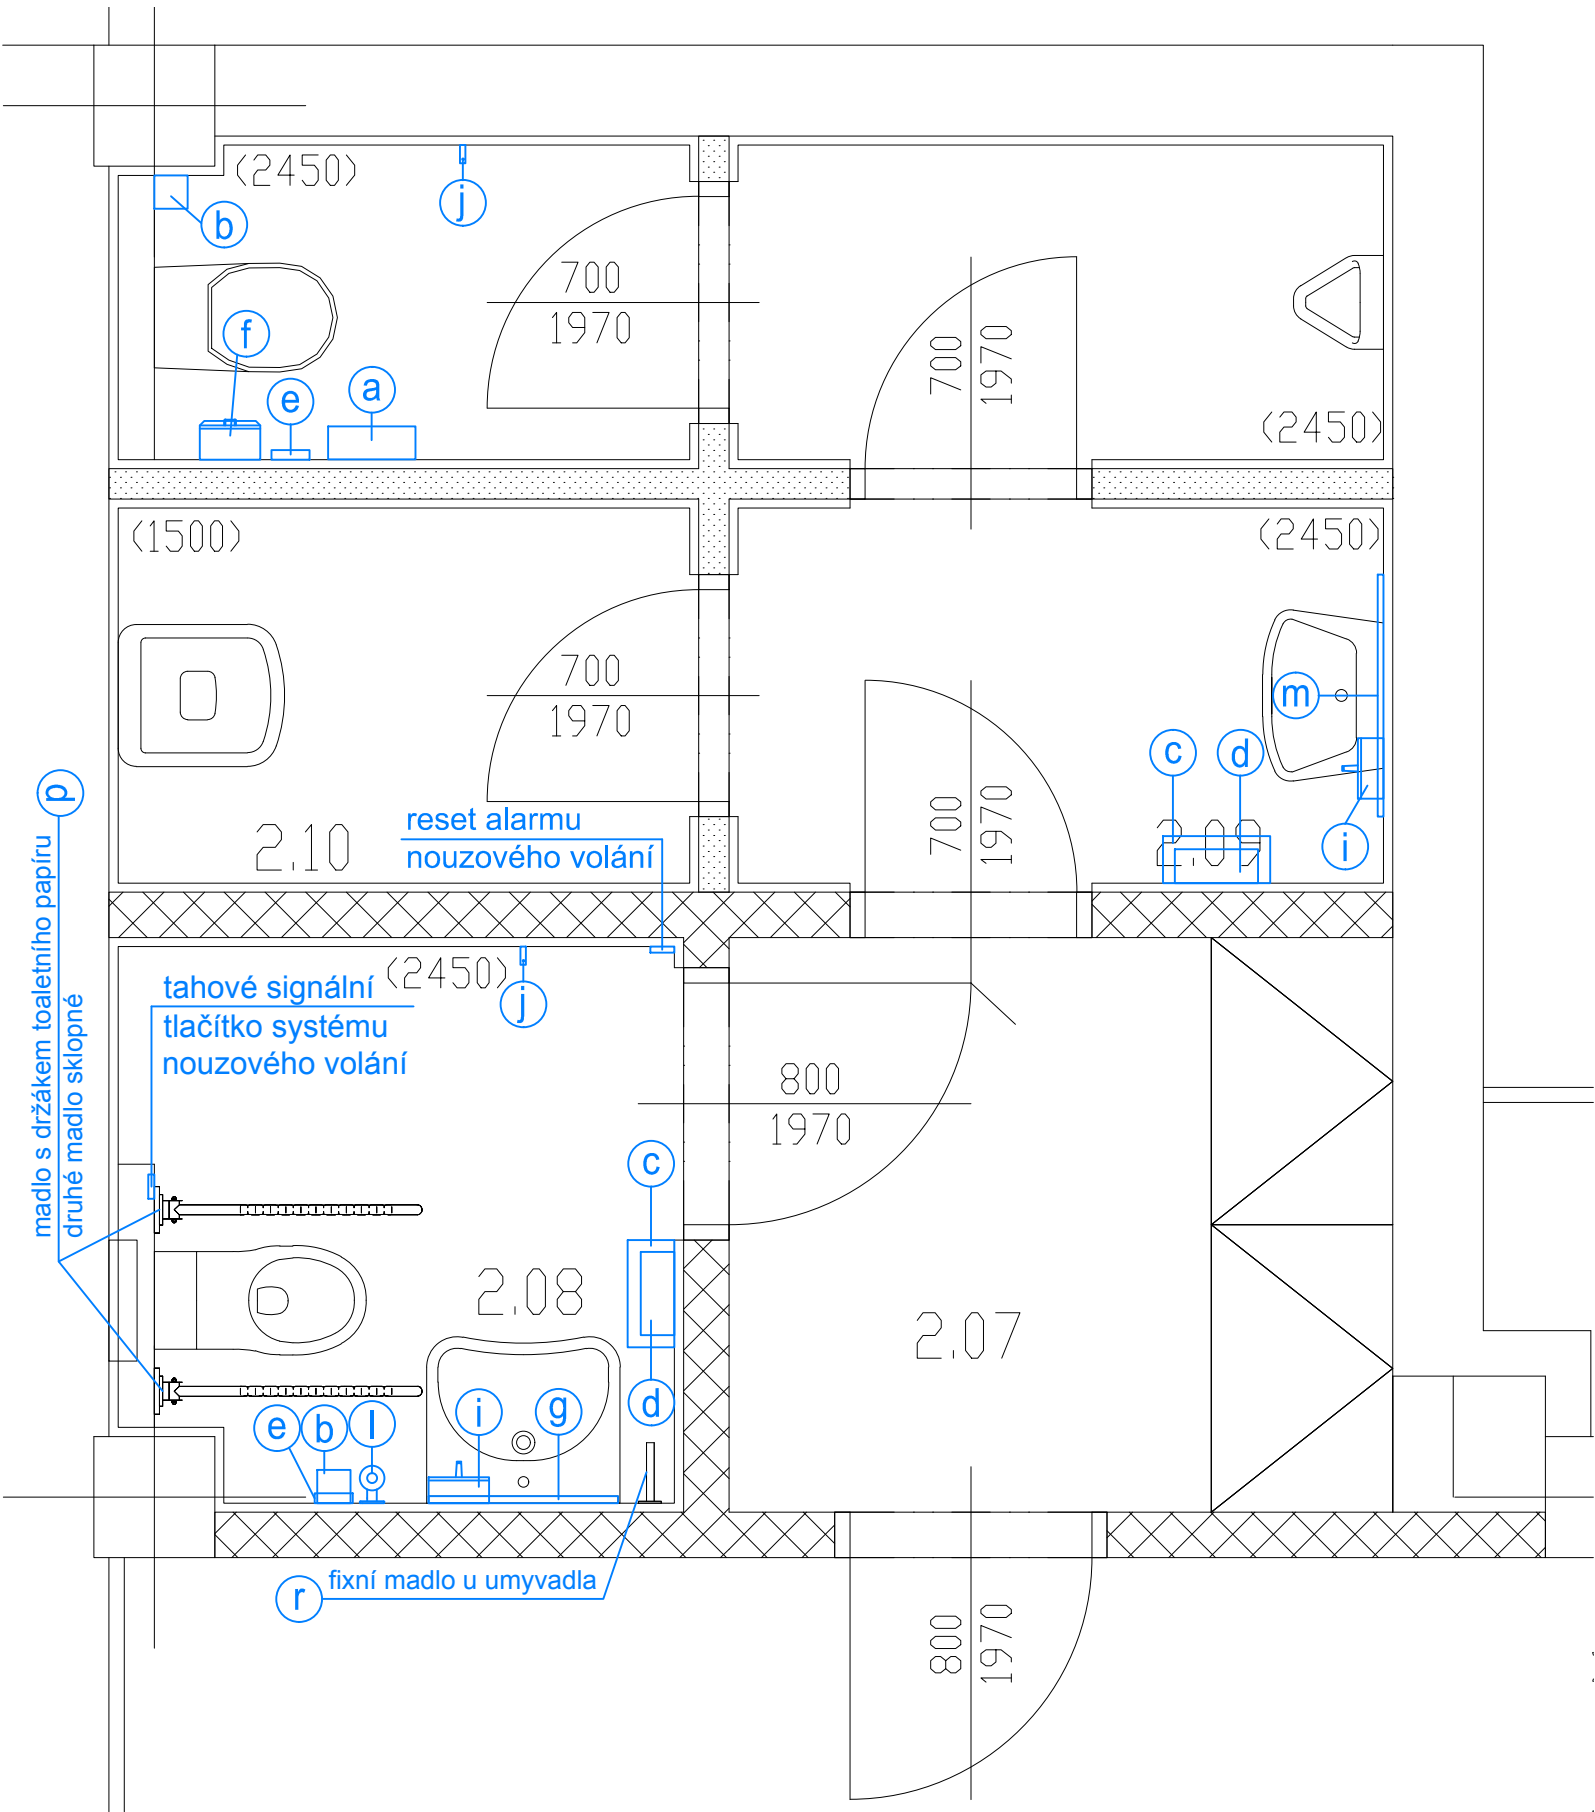 (2450)
j
b
700
1970
f
e
a
700
1970
(2450)
(1500)
(2450)
700
1970
m
c
d
i
2.09
700
1970
2.10
reset alarmu
nouzového volání
p
madlo s držákem toaletního papíru
druhé madlo sklopné
(2450)
j
tahové signální
tlačítko systému
nouzového volání
800
1970
c
2.08
2.07
d
e
b
l
i
g
r
fixní madlo u umyvadla
800
1970